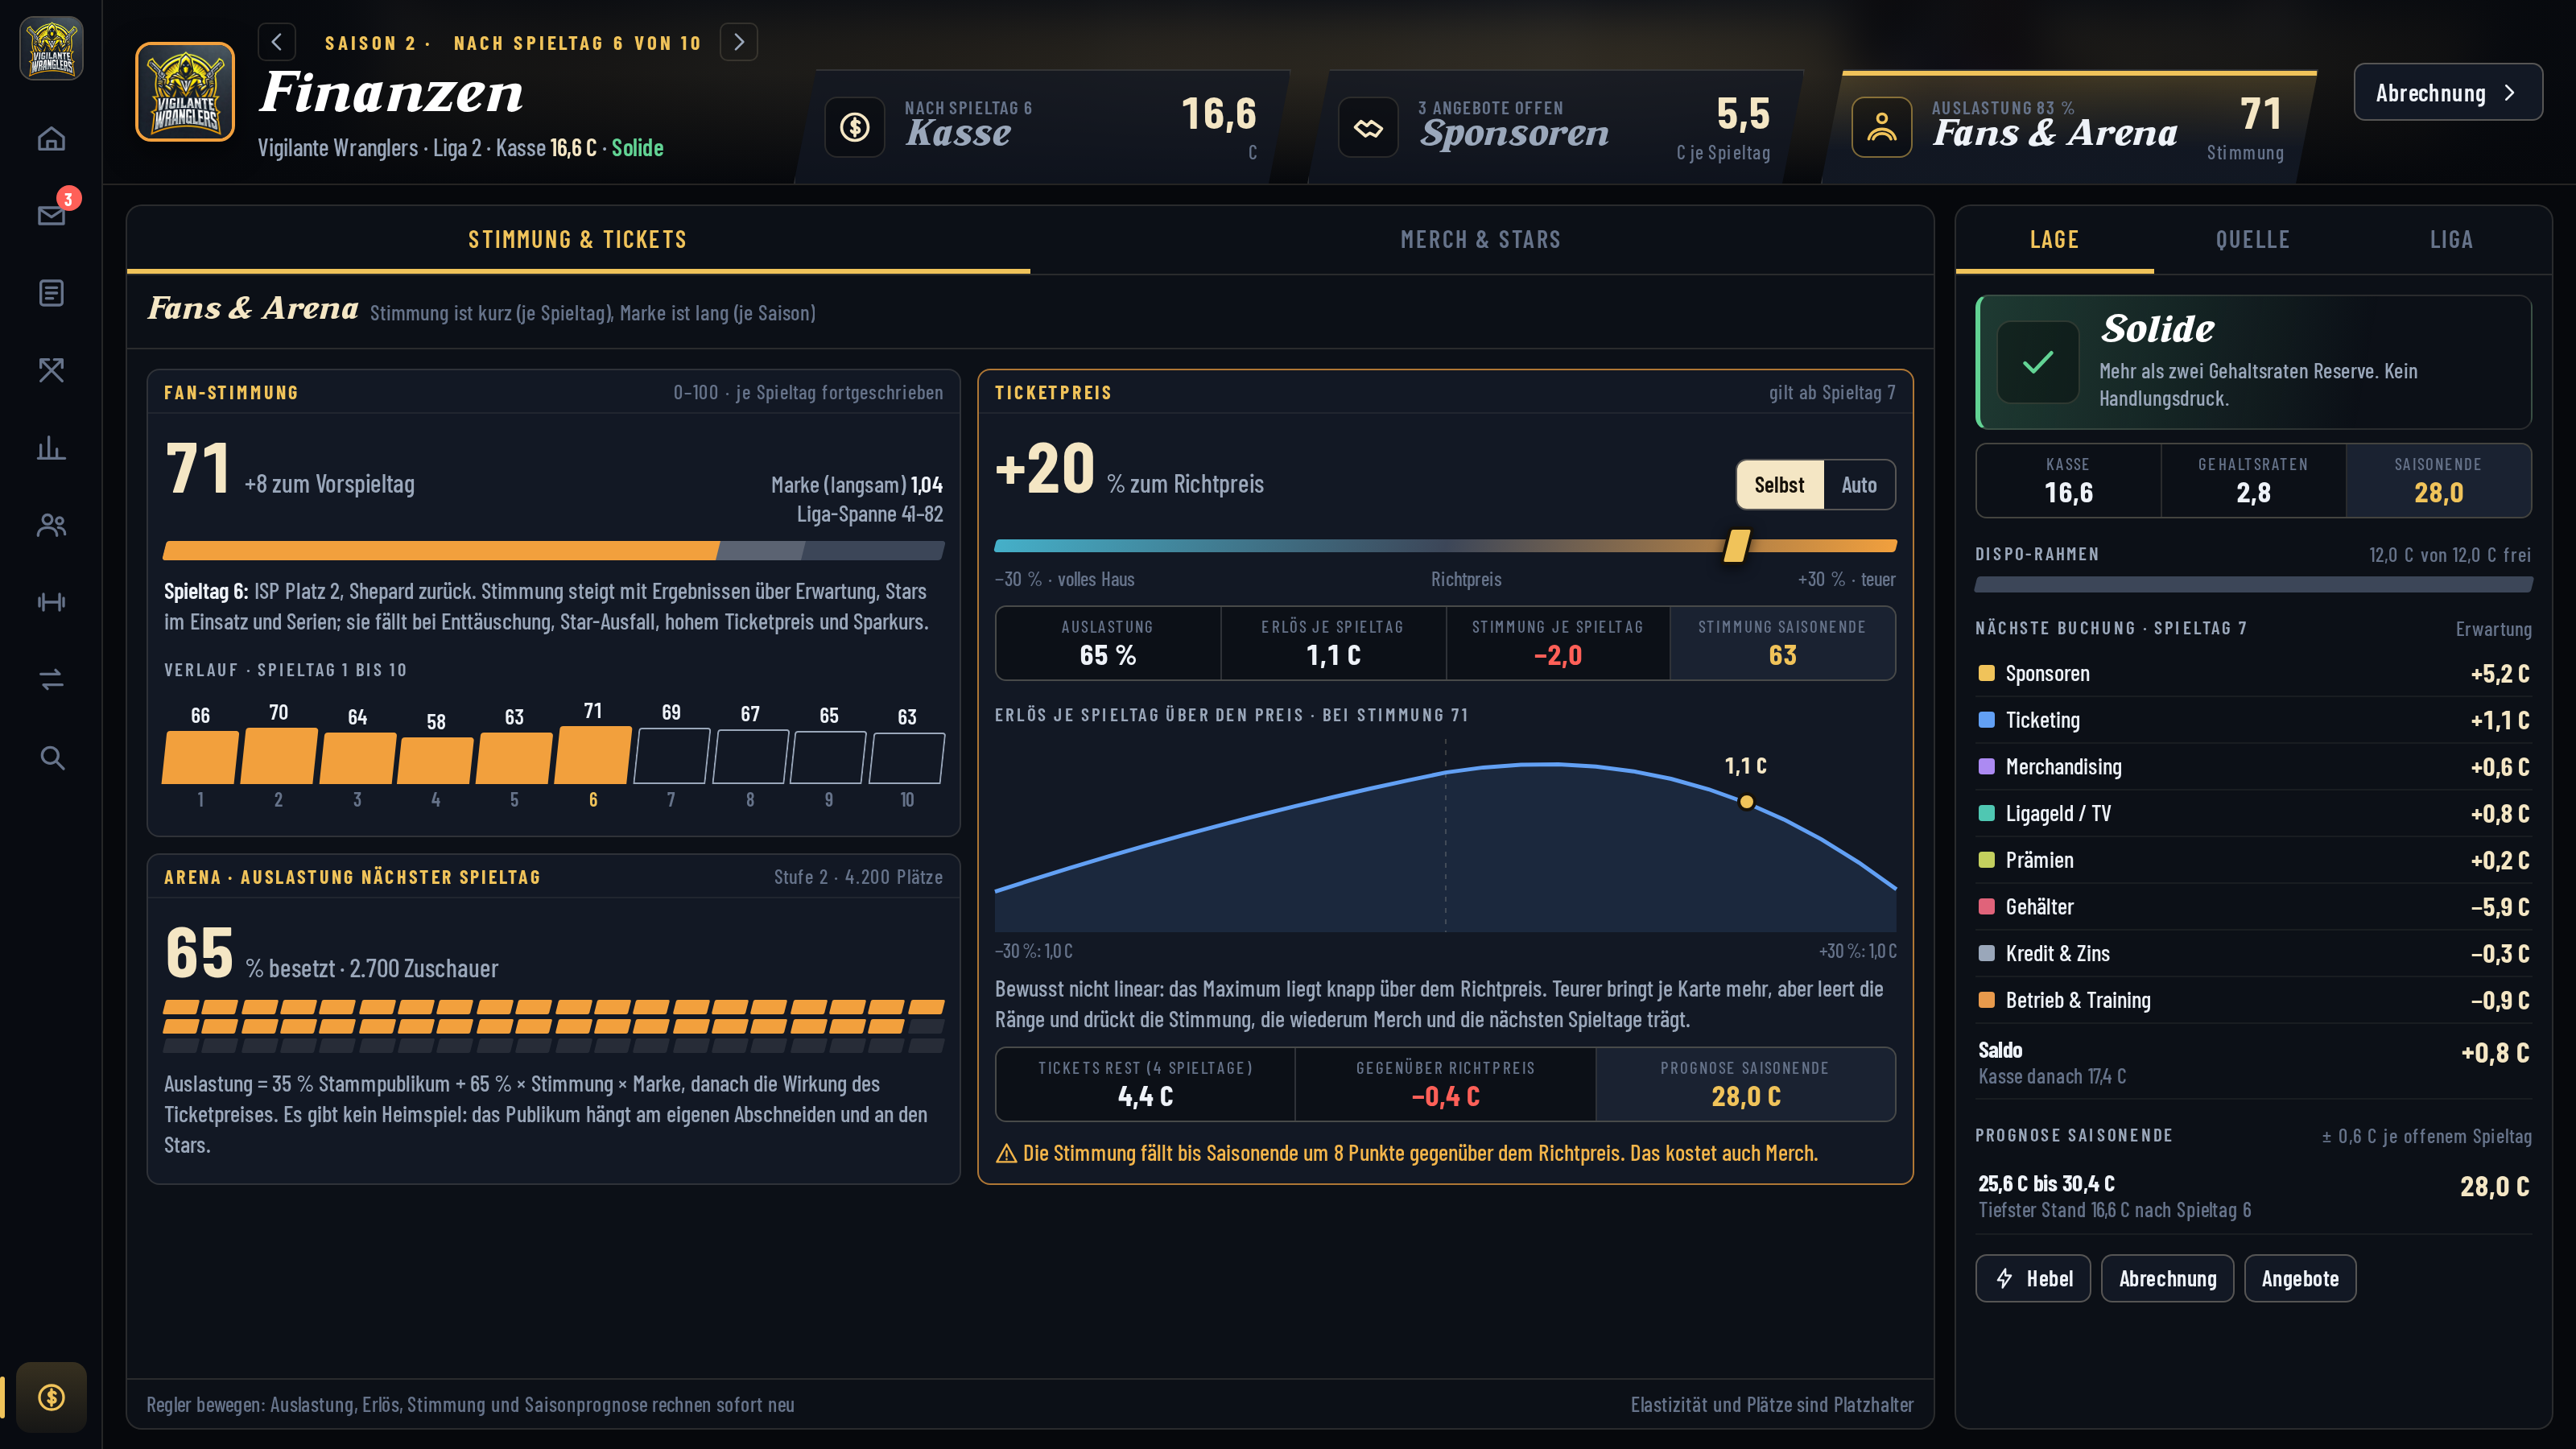 VIGILANTE WRANGLERS
3
VIGILANTE WRANGLERS
SAISON 2 · NACH SPIELTAG 6 VON 10
Finanzen
Vigilante Wranglers · Liga 2 · Kasse 16,6 C · Solide
NACH SPIELTAG 6
Kasse
16,6
C
3 ANGEBOTE OFFEN
Sponsoren
5,5
C je Spieltag
AUSLASTUNG 83 %
Fans & Arena
71
Stimmung
Abrechnung
STIMMUNG & TICKETS
MERCH & STARS
Fans & Arena Stimmung ist kurz (je Spieltag), Marke ist lang (je Saison)
FAN-STIMMUNG
0–100 · je Spieltag fortgeschrieben
71 +8 zum Vorspieltag
Marke (langsam) 1,04
Liga-Spanne 41–82
Spieltag 6: ISP Platz 2, Shepard zurück. Stimmung steigt mit Ergebnissen über Erwartung, Stars
im Einsatz und Serien; sie fällt bei Enttäuschung, Star-Ausfall, hohem Ticketpreis und Sparkurs.
VERLAUF · SPIELTAG 1 BIS 10
66 70 64 58 63 71 69 67 65 63
1 2 3 4 5 6 7 8 9 10
ARENA · AUSLASTUNG NÄCHSTER SPIELTAG
Stufe 2 · 4.200 Plätze
65 % besetzt · 2.700 Zuschauer
Auslastung = 35 % Stammpublikum + 65 % × Stimmung × Marke, danach die Wirkung des
Ticketpreises. Es gibt kein Heimspiel: das Publikum hängt am eigenen Abschneiden und an den
Stars.
TICKETPREIS
gilt ab Spieltag 7
+20 % zum Richtpreis
Selbst Auto
−30 % · volles Haus
Richtpreis
+30 % · teuer
AUSLASTUNG
65 %
ERLÖS JE SPIELTAG
1,1 C
STIMMUNG JE SPIELTAG
−2,0
STIMMUNG SAISONENDE
63
ERLÖS JE SPIELTAG ÜBER DEN PREIS · BEI STIMMUNG 71
1,1 C
−30 %: 1,0 C
+30 %: 1,0 C
Bewusst nicht linear: das Maximum liegt knapp über dem Richtpreis. Teurer bringt je Karte mehr, aber leert die
Ränge und drückt die Stimmung, die wiederum Merch und die nächsten Spieltage trägt.
TICKETS REST (4 SPIELTAGE)
4,4 C
GEGENÜBER RICHTPREIS
−0,4 C
PROGNOSE SAISONENDE
28,0 C
Die Stimmung fällt bis Saisonende um 8 Punkte gegenüber dem Richtpreis. Das kostet auch Merch.
Regler bewegen: Auslastung, Erlös, Stimmung und Saisonprognose rechnen sofort neu
Elastizität und Plätze sind Platzhalter
LAGE
QUELLE
LIGA
Solide
Mehr als zwei Gehaltsraten Reserve. Kein
Handlungsdruck.
KASSE
16,6
GEHALTSRATEN
2,8
SAISONENDE
28,0
DISPO-RAHMEN
12,0 C von 12,0 C frei
NÄCHSTE BUCHUNG · SPIELTAG 7
Erwartung
Sponsoren +5,2 C
Ticketing +1,1 C
Merchandising +0,6 C
Ligageld / TV +0,8 C
Prämien +0,2 C
Gehälter −5,9 C
Kredit & Zins −0,3 C
Betrieb & Training −0,9 C
Saldo +0,8 C
Kasse danach 17,4 C
PROGNOSE SAISONENDE
± 0,6 C je offenem Spieltag
25,6 C bis 30,4 C
28,0 C
Tiefster Stand 16,6 C nach Spieltag 6
Hebel
Abrechnung
Angebote